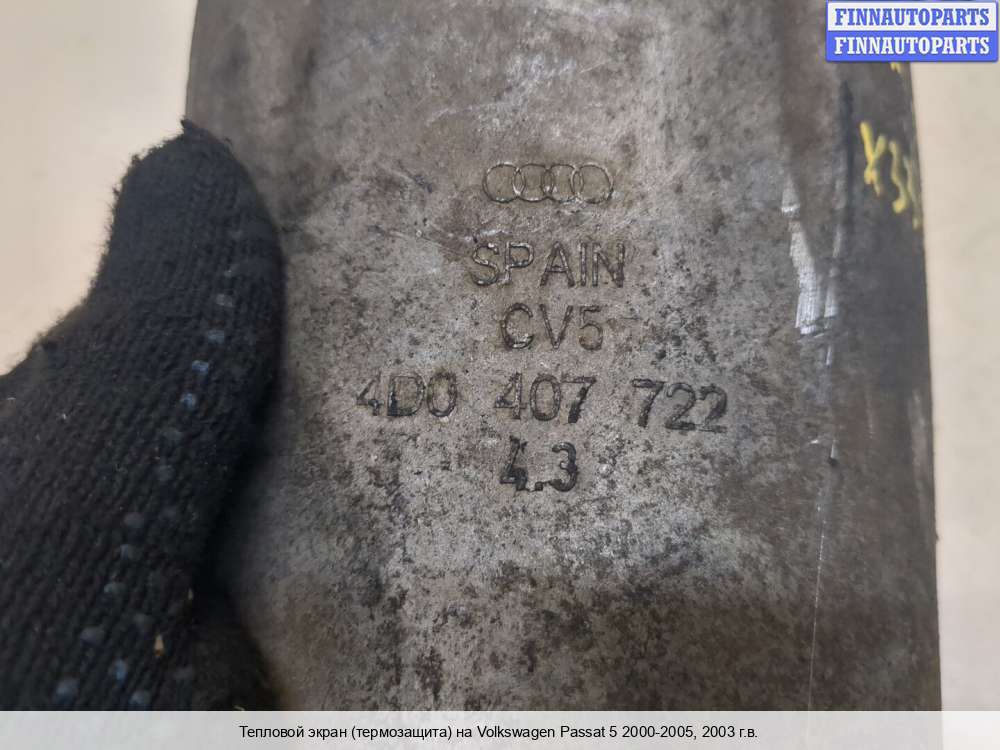 FINNAUTOPARTS
FINNAUTOPARTS
SPAIN
CV5
4D0 407 722
4.3
Тепловой экран (термозащита) на Volkswagen Passat 5 2000-2005, 2003 г.в.